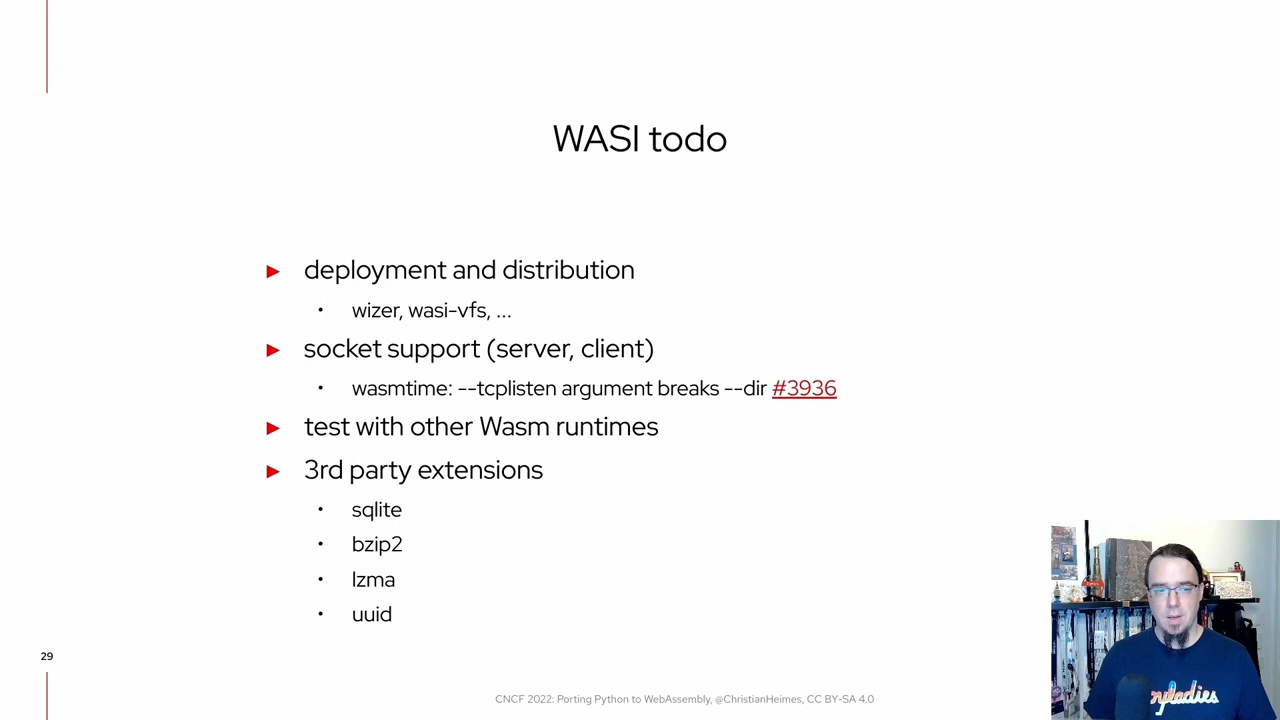 WASI todo
deployment and distribution
wizer, wasi-vfs, ...
socket support (server, client)
wasmtime: --tcplisten argument breaks --dir #3936
test with other Wasm runtimes
3rd party extensions
sqlite
bzip2
lzma
uuid
29
CNCF 2022: Porting Python to WebAssembly, @ChristianHeimes, CC BY-SA 4.0
pyladies